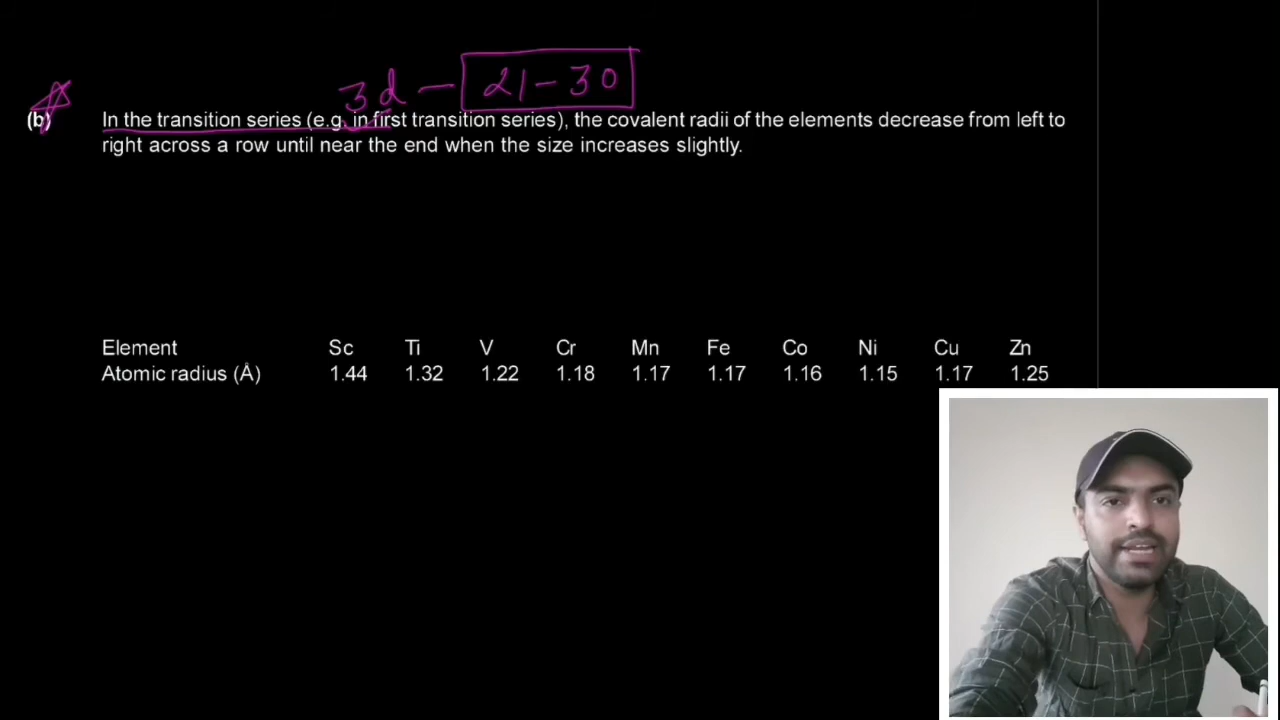 3d – 21 – 30
(b) In the transition series (e.g. in first transition series), the covalent radii of the elements decrease from left to
right across a row until near the end when the size increases slightly.
Element Sc Ti V Cr Mn Fe Co Ni Cu Zn
Atomic radius (Å) 1.44 1.32 1.22 1.18 1.17 1.17 1.16 1.15 1.17 1.25